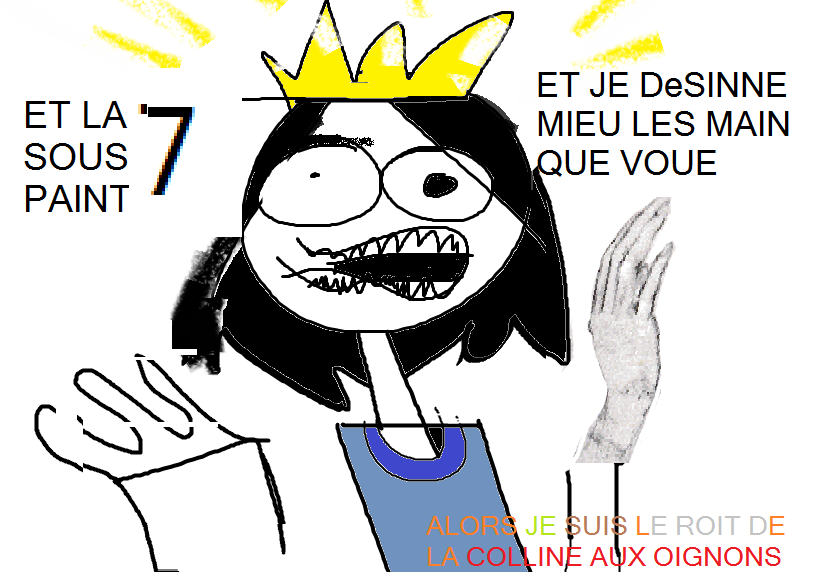 ET LA
SOUS 7
PAINT
ET JE DeSINNE
MIEU LES MAIN
QUE VOUE
ALORS JE SUIS LE ROIT DE
LA COLLINE AUX OIGNONS